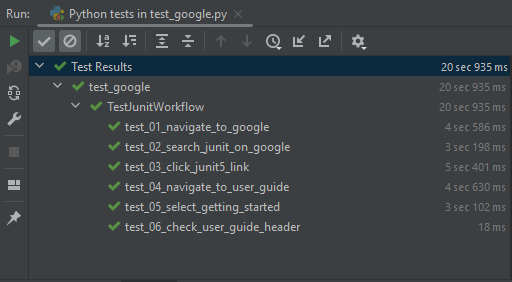 Run: Python tests in test_google.py
Test Results 20 sec 935 ms
test_google 20 sec 935 ms
TestJunitWorkflow 20 sec 935 ms
test_01_navigate_to_google 4 sec 586 ms
test_02_search_junit_on_google 3 sec 198 ms
test_03_click_junit5_link 5 sec 401 ms
test_04_navigate_to_user_guide 4 sec 630 ms
test_05_select_getting_started 3 sec 102 ms
test_06_check_user_guide_header 18 ms